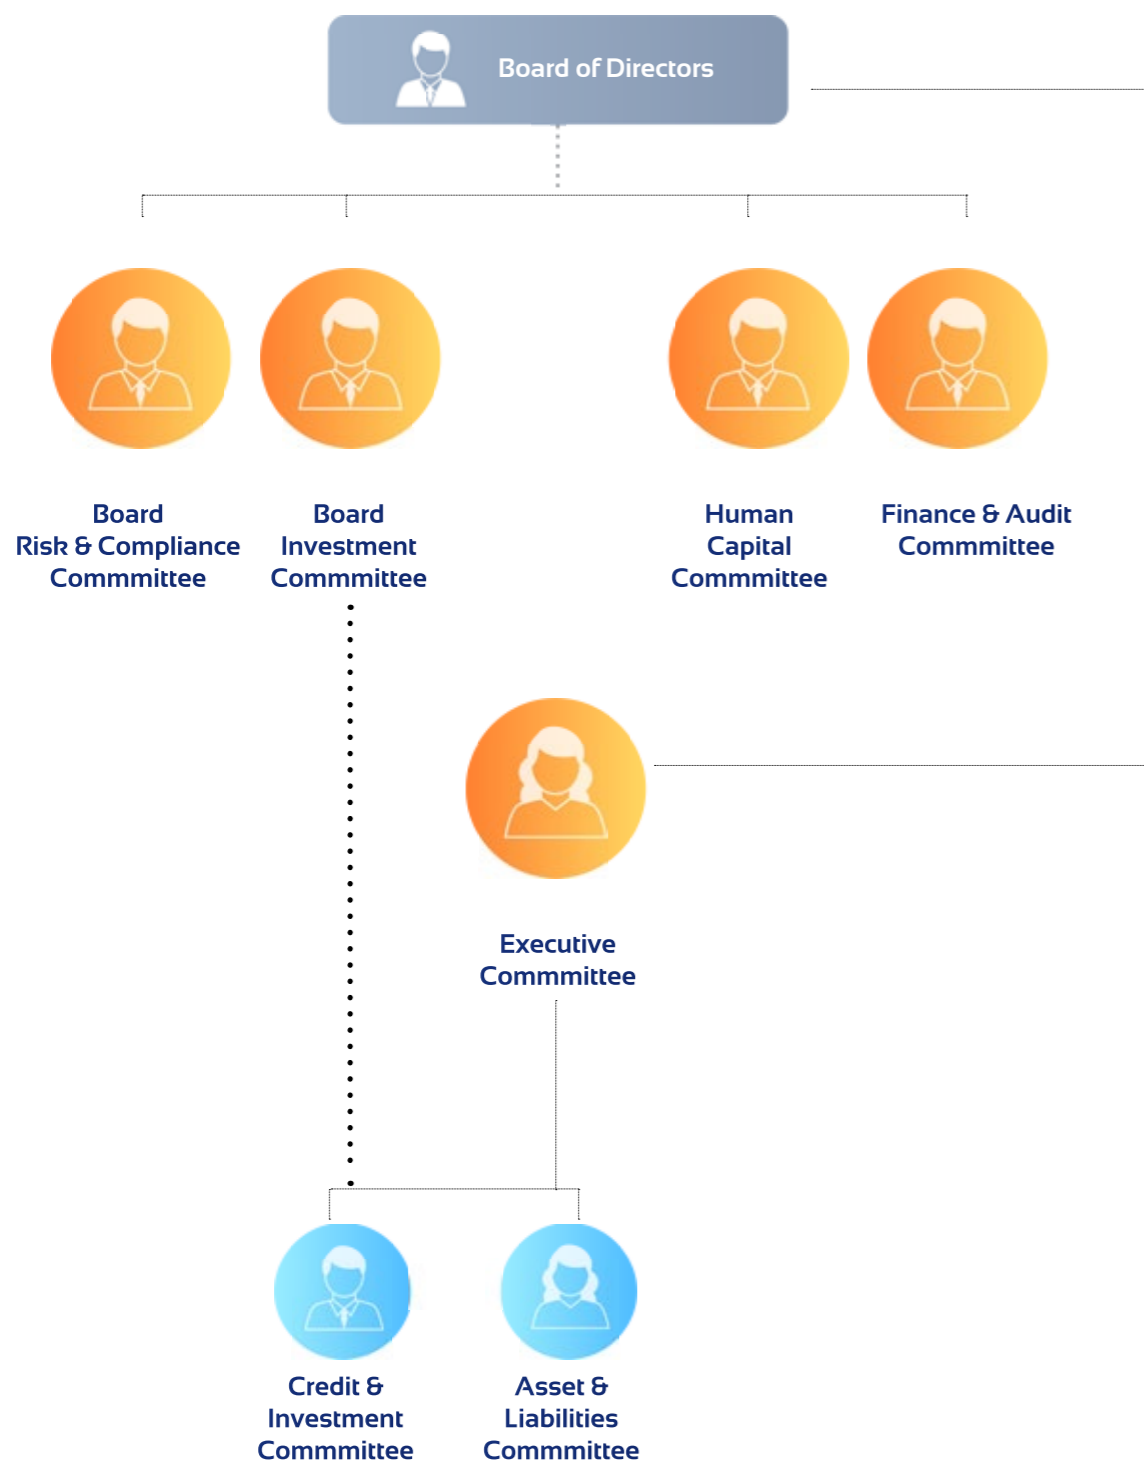 Board of Directors
Board
Risk & Compliance
Commmittee
Board
Investment
Commmittee
Human
Capital
Commmittee
Finance & Audit
Commmittee
Executive
Commmittee
Credit &
Investment
Commmittee
Asset &
Liabilities
Commmittee